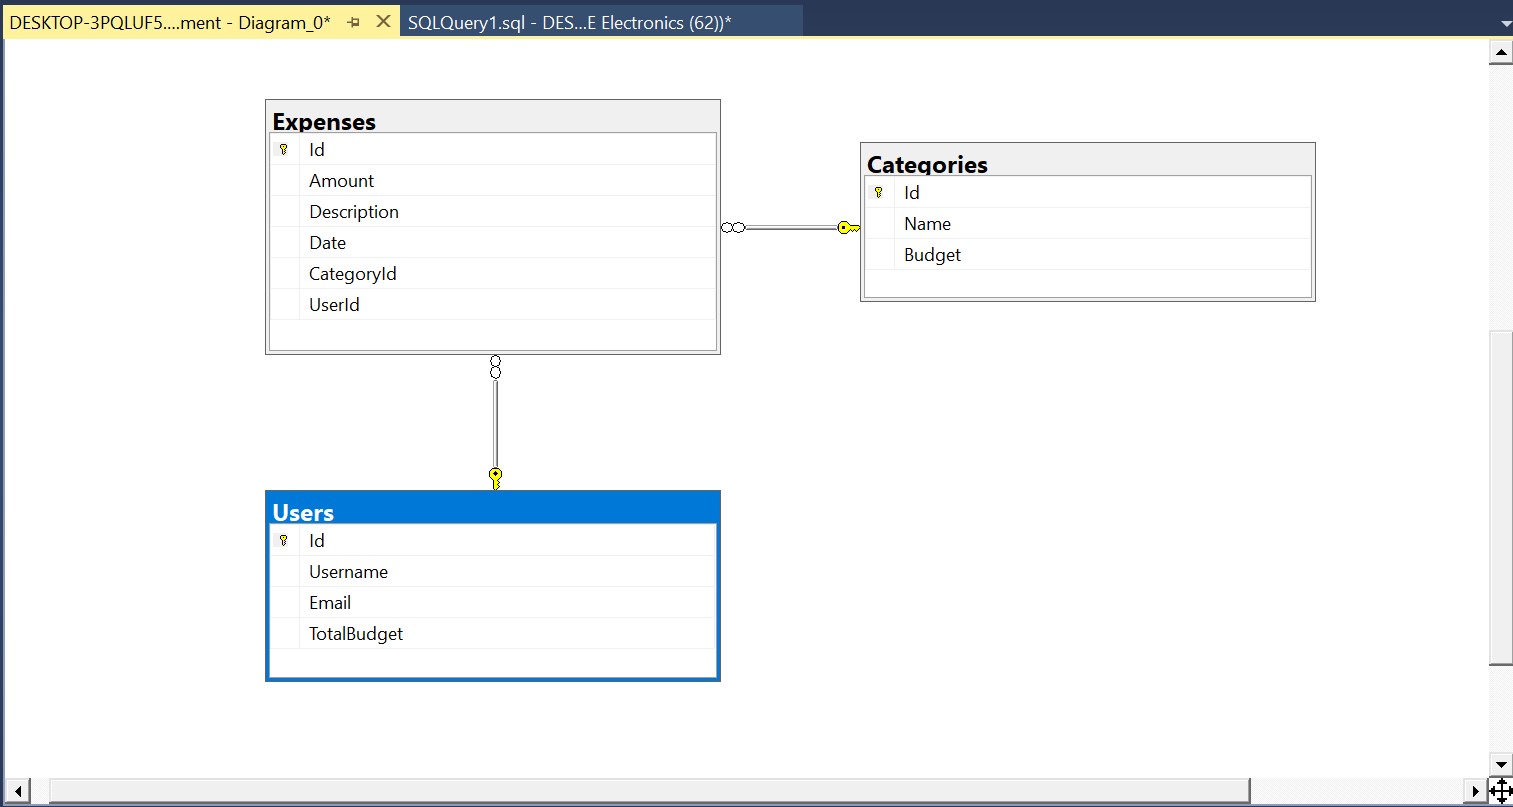 DESKTOP-3PQLUF5....ment - Diagram_0*
SQLQuery1.sql - DES...E Electronics (62))*
Expenses
Id
Amount
Description
Date
CategoryId
UserId
Categories
Id
Name
Budget
Users
Id
Username
Email
TotalBudget